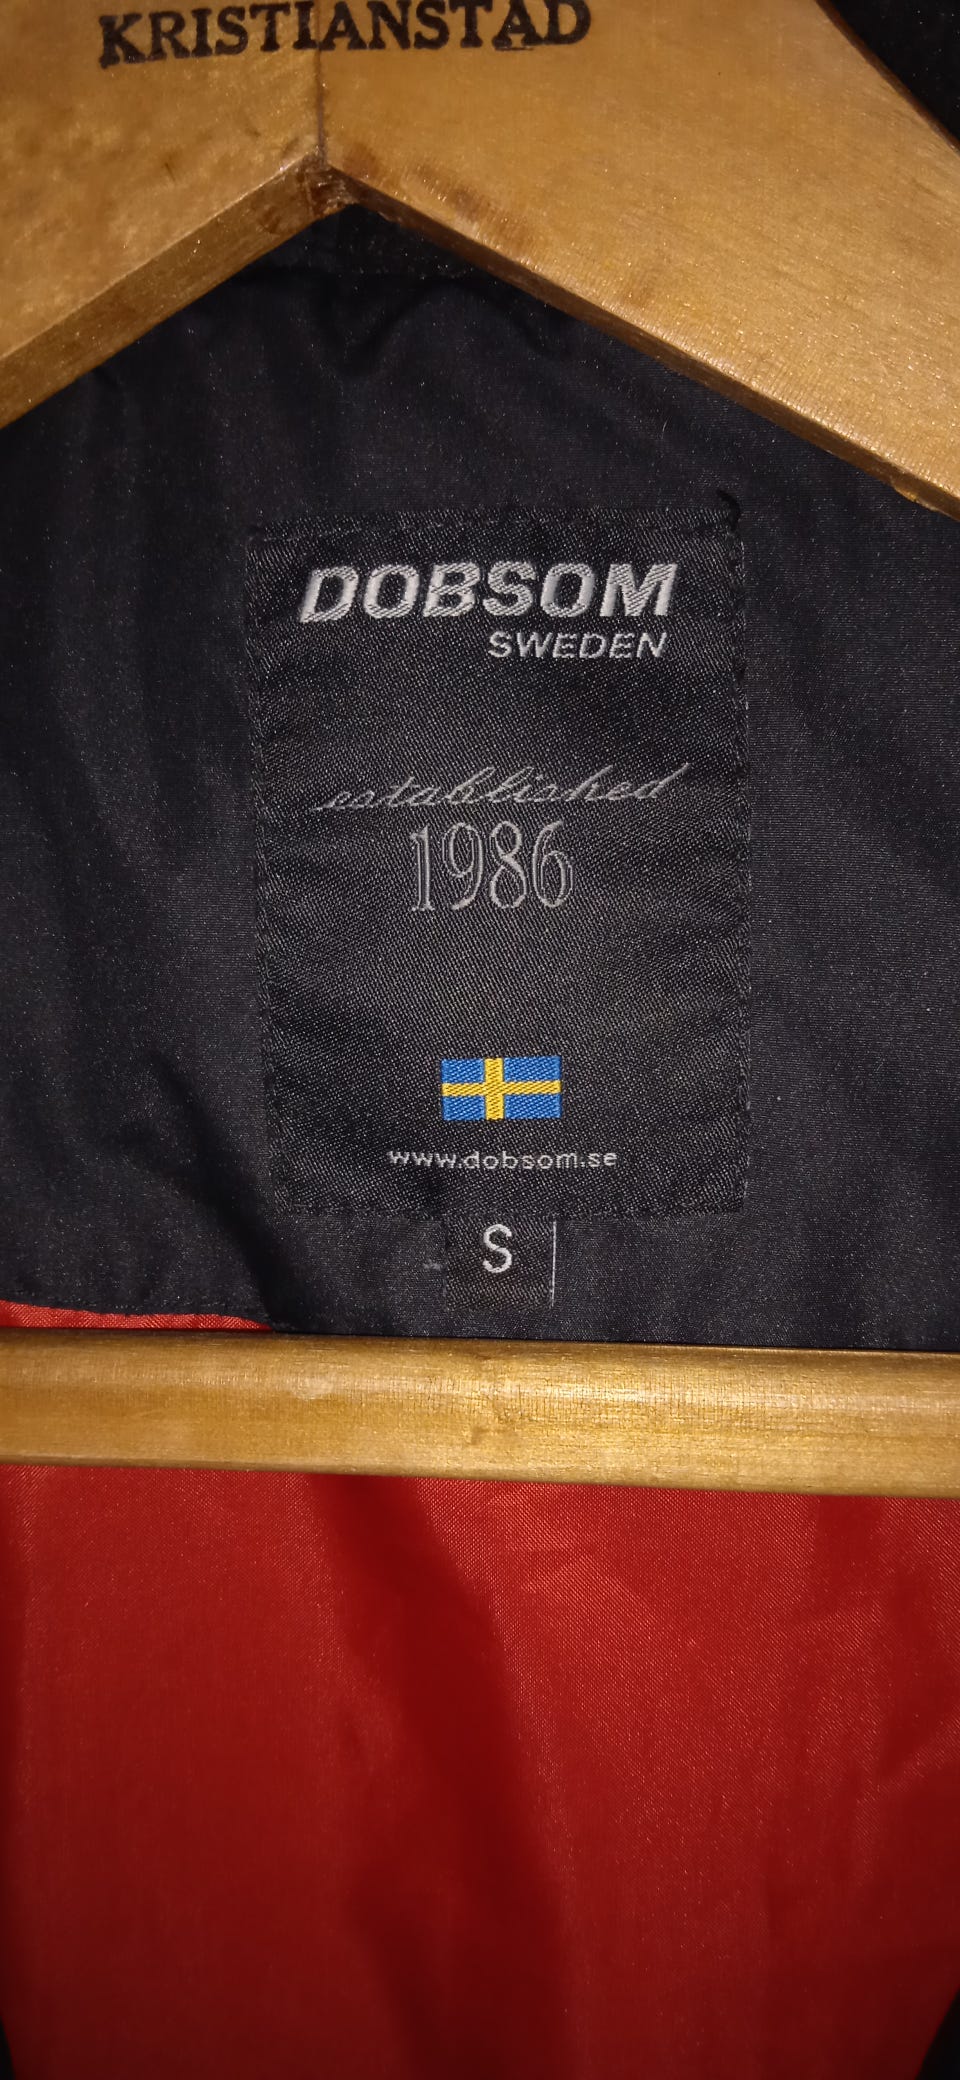 KRISTIANSTAD
DOBSOM
SWEDEN
established
1986
www.dobsom.se
S